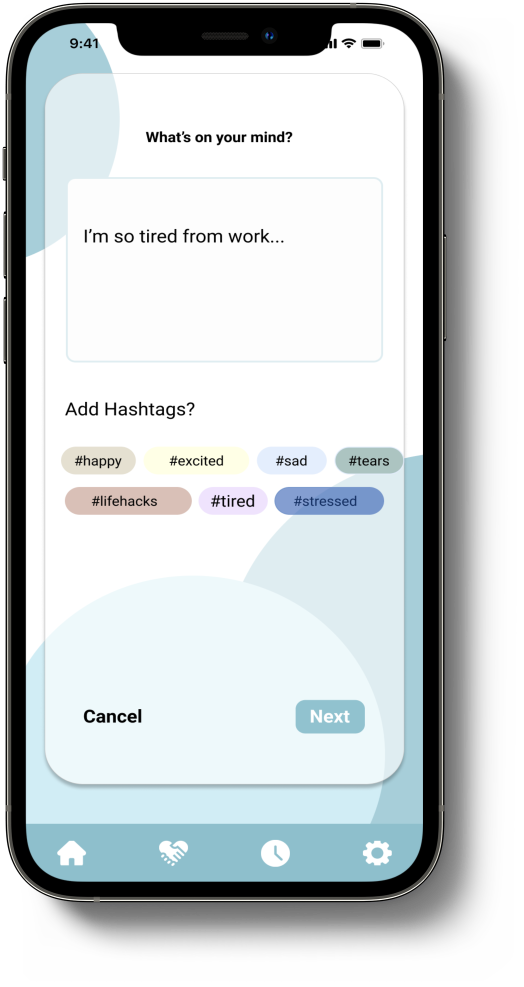 9:41
What's on your mind?
I'm so tired from work...
Add Hashtags?
#happy #excited #sad #tears
#lifehacks #tired #stressed
Cancel Next